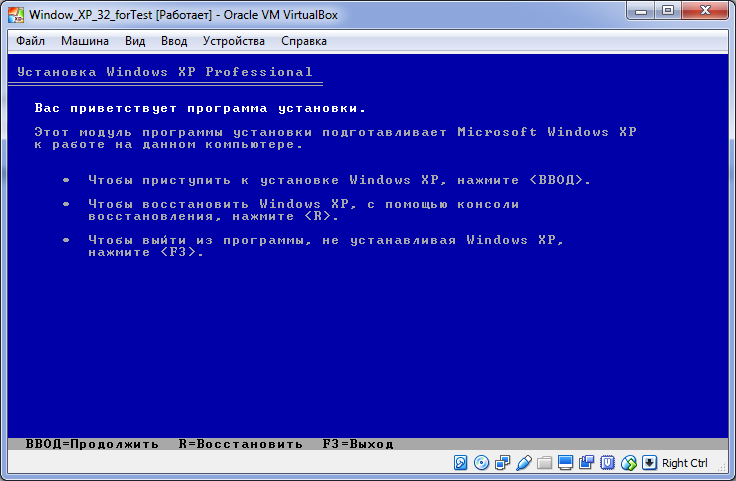 Window_XP_32_forTest [Работает] - Oracle VM VirtualBox
Файл Машина Вид Ввод Устройства Справка
Установка Windows XP Professional
Вас приветствует программа установки.
Этот модуль программы установки подготавливает Microsoft Windows XP
к работе на данном компьютере.
• Чтобы приступить к установке Windows XP, нажмите <ВВОД>.
• Чтобы восстановить Windows XP, с помощью консоли
восстановления, нажмите <R>.
• Чтобы выйти из программы, не устанавливая Windows XP,
нажмите <F3>.
ВВОД=Продолжить R=Восстановить F3=Выход
Right Ctrl